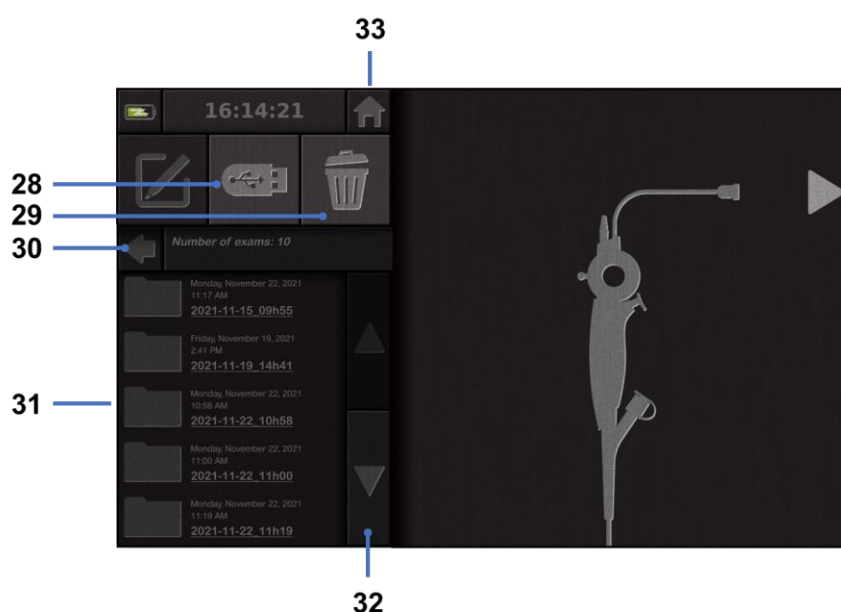 33
16:14:21
28
29
30
Number of exams: 10
Monday, November 22, 2021
11:17 AM
2021-11-15_09h55
Friday, November 19, 2021
2:41 PM
2021-11-19_14h41
31
Monday, November 22, 2021
10:58 AM
2021-11-22_10h58
Monday, November 22, 2021
11:00 AM
2021-11-22_11h00
Monday, November 22, 2021
11:19 AM
2021-11-22_11h19
32